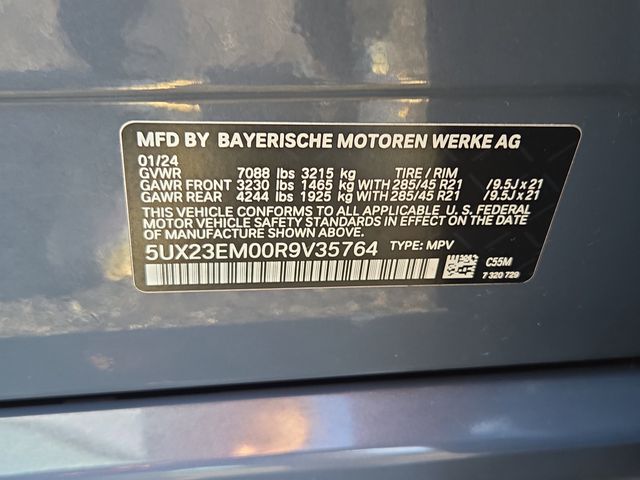 MFD BY BAYERISCHE MOTOREN WERKE AG
01/24
GVWR 7088 lbs 3215 kg TIRE / RIM
GAWR FRONT 3230 lbs 1465 kg WITH 285/45 R21 /9.5J x 21
GAWR REAR 4244 lbs 1925 kg WITH 285/45 R21 /9.5J x 21
THIS VEHICLE CONFORMS TO ALL APPLICABLE U. S. FEDERAL
MOTOR VEHICLE SAFETY STANDARDS IN EFFECT ON THE
DATE OF MANUFACTURE SHOWN ABOVE.
5UX23EM00R9V35764 TYPE: MPV
C55M
7 320 729